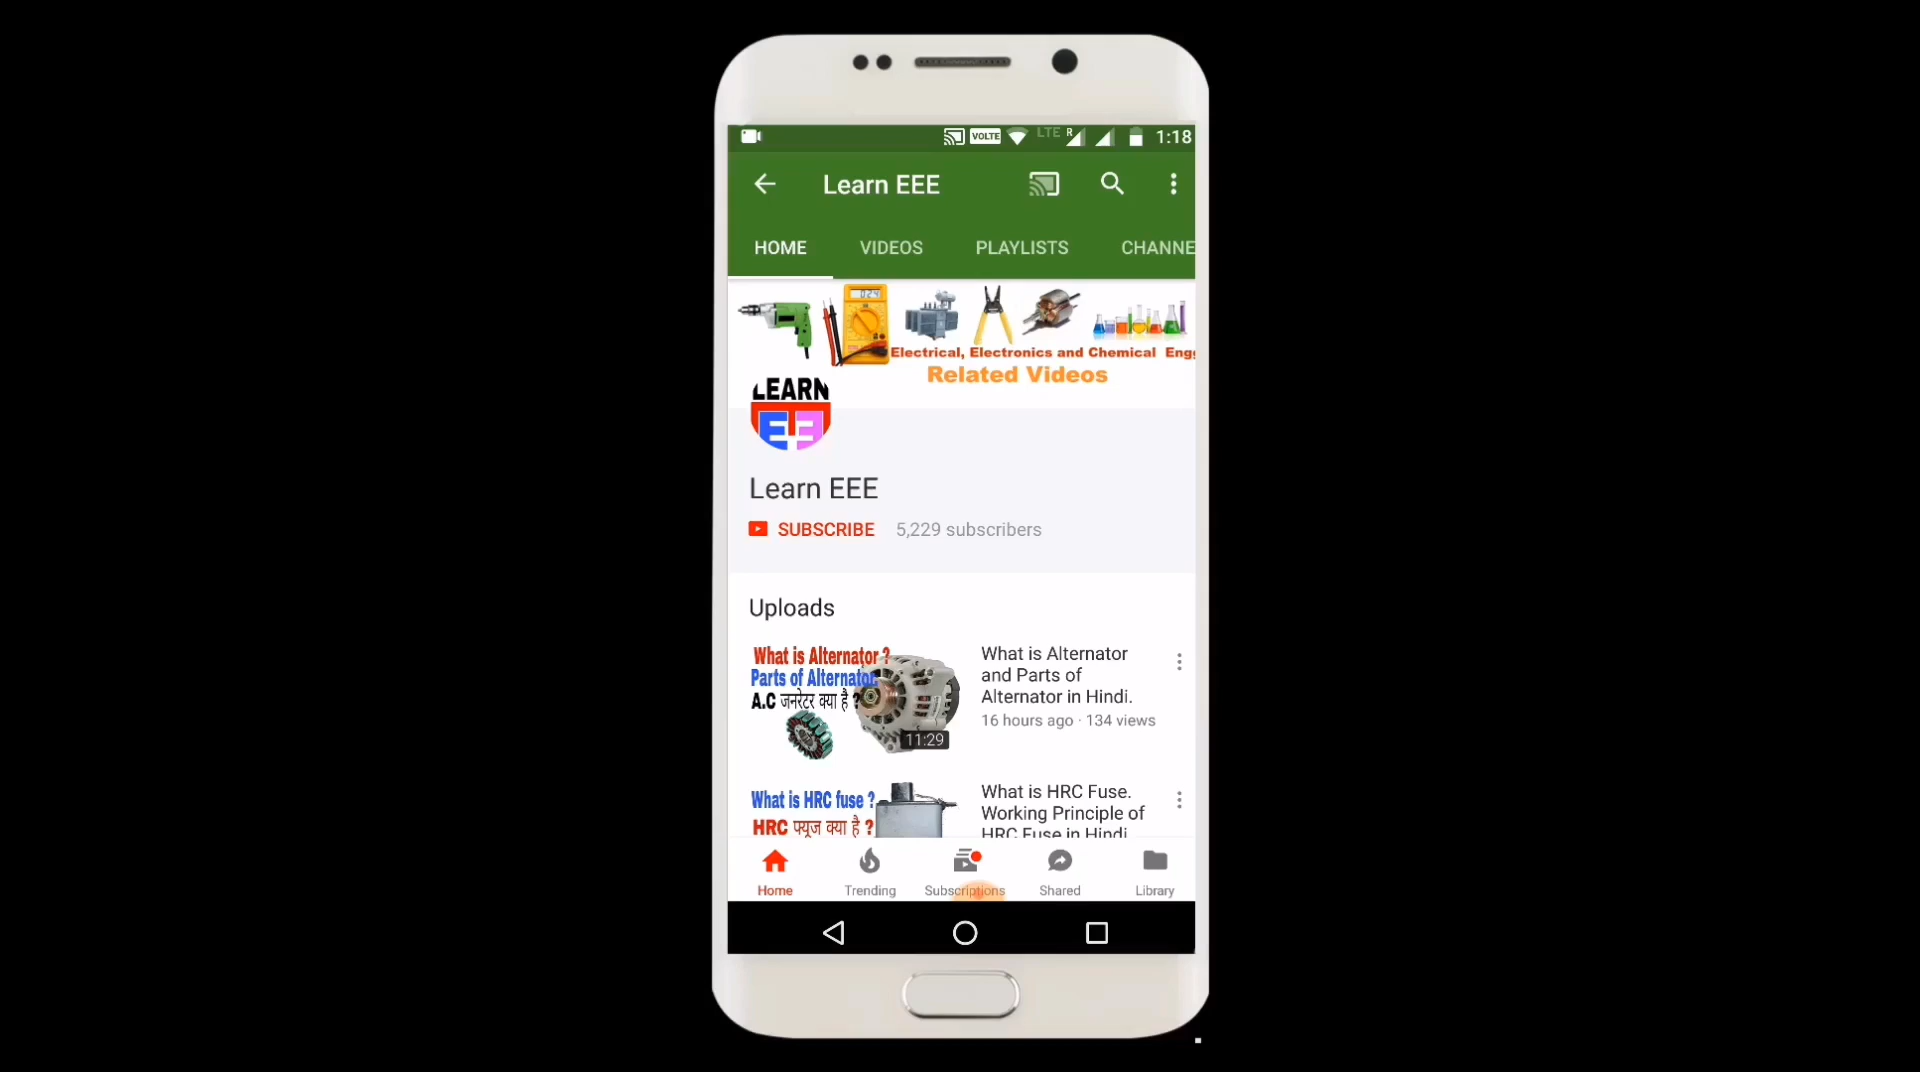 VOLTE LTE R 1:18
Learn EEE
HOME VIDEOS PLAYLISTS CHANNE
024
Electrical, Electronics and Chemical Engg
Related Videos
LEARN
EEE
Learn EEE
SUBSCRIBE 5,229 subscribers
Uploads
What is Alternator ?
Parts of Alternator.
A.C जनरेटर क्या है ?
11:29
What is Alternator
and Parts of
Alternator in Hindi.
16 hours ago · 134 views
What is HRC fuse ?
HRC फ्यूज क्या है ?
What is HRC Fuse.
Working Principle of
HRC Fuse in Hindi
Home Trending Subscriptions Shared Library